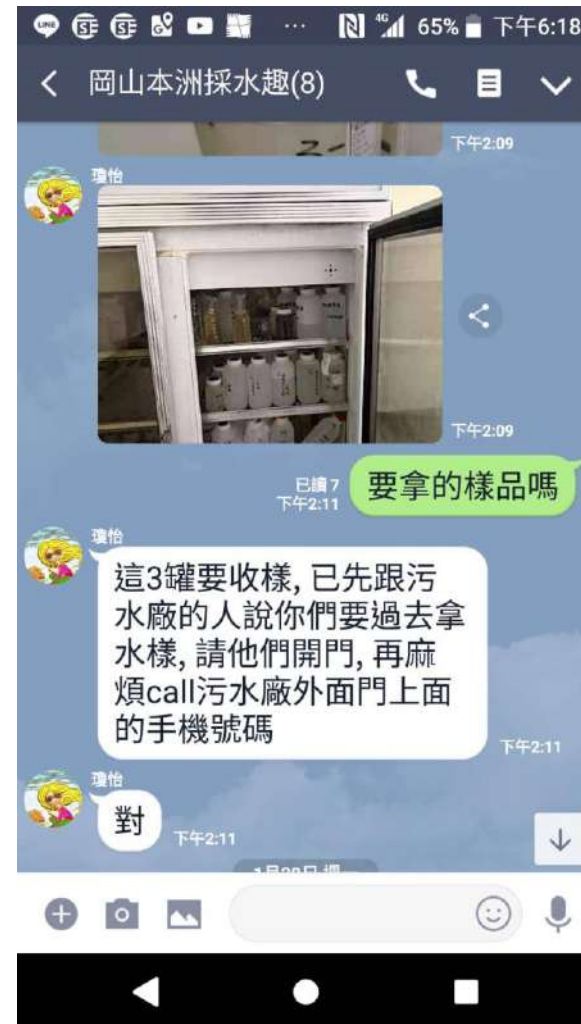 65% 下午6:18
岡山本洲採水趣(8)
下午2:09
瓊怡
下午2:09
要拿的樣品嗎
已讀 7
下午2:11
瓊怡
這3罐要收樣, 已先跟污
水廠的人說你們要過去拿
水樣, 請他們開門, 再麻
煩call污水廠外面門上面
的手機號碼
下午2:11
瓊怡
對
下午2:11